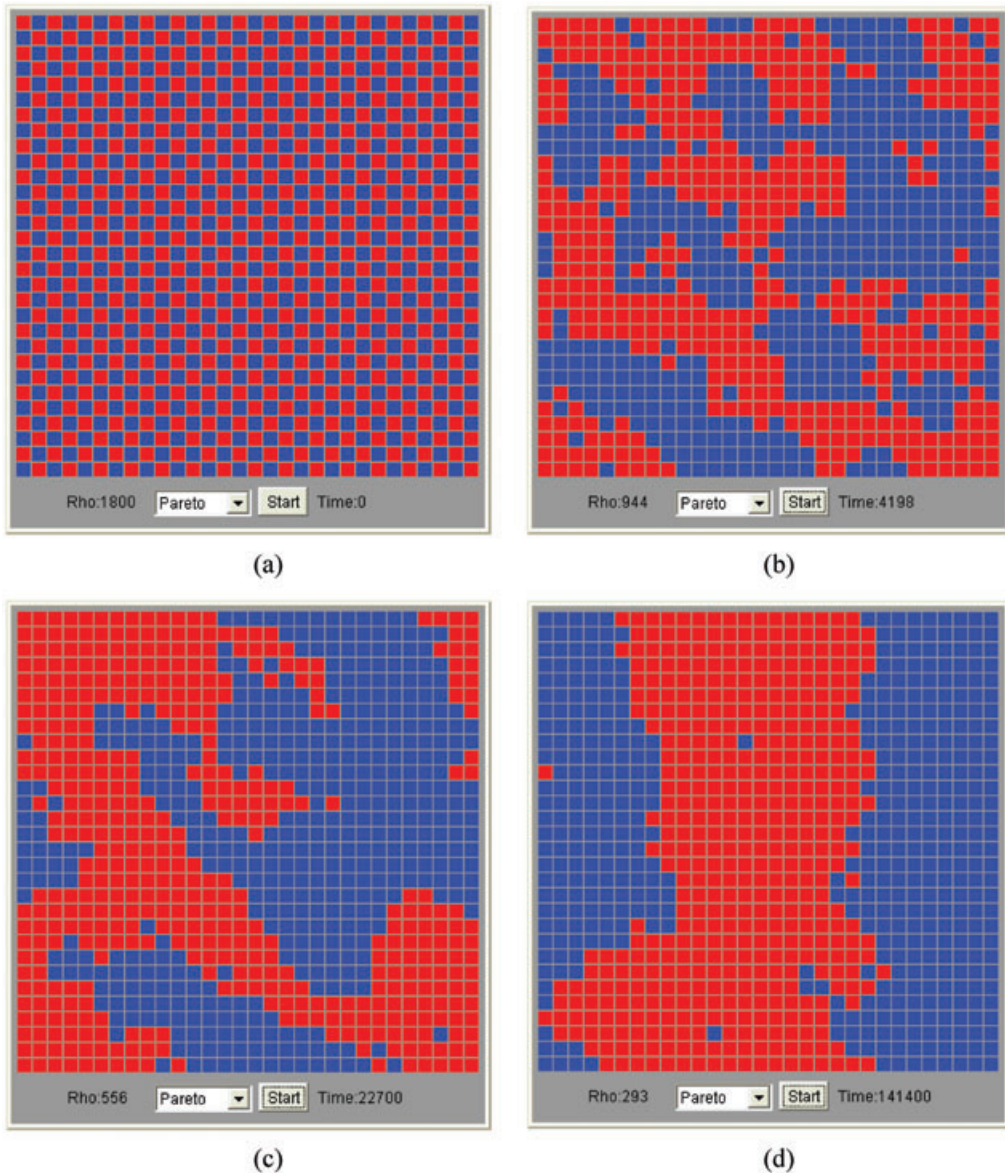 Rho:1800 Pareto Start Time:0
(a)
Rho:944 Pareto Start Time:4198
(b)
Rho:556 Pareto Start Time:22700
(c)
Rho:293 Pareto Start Time:141400
(d)